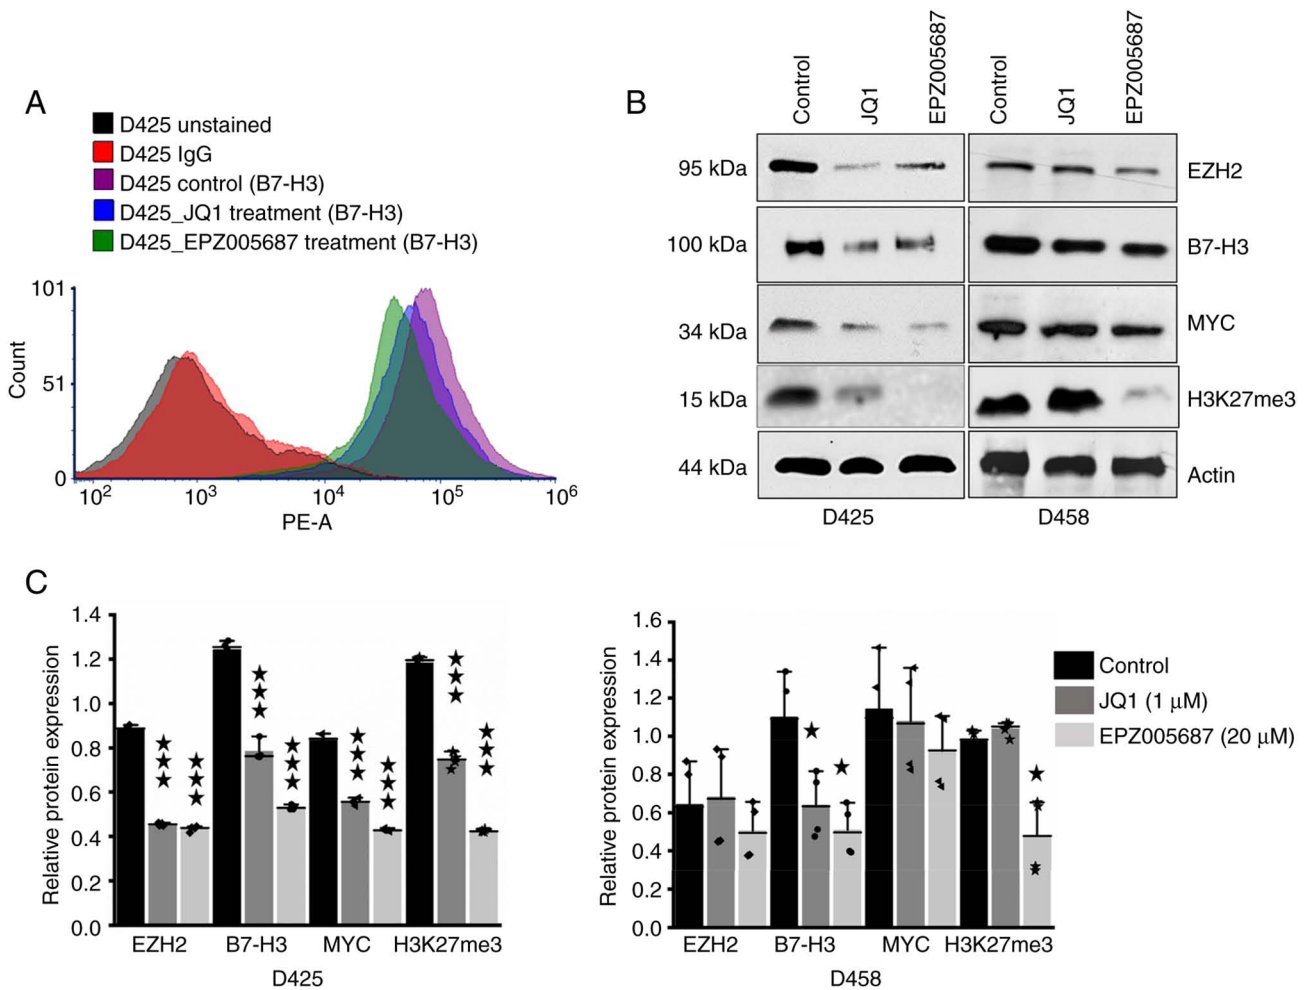 A
D425 unstained
D425 IgG
D425 control (B7-H3)
D425_JQ1 treatment (B7-H3)
D425_EPZ005687 treatment (B7-H3)
101
51
0
Count
10² 10³ 10⁴ 10⁵ 10⁶
PE-A
B
Control JQ1 EPZ005687 Control JQ1 EPZ005687
95 kDa EZH2
100 kDa B7-H3
34 kDa MYC
15 kDa H3K27me3
44 kDa Actin
D425 D458
C
Relative protein expression
1.4
1.2
1.0
0.8
0.6
0.4
0.2
0.0
EZH2 B7-H3 MYC H3K27me3
D425
Relative protein expression
1.6
1.4
1.2
1.0
0.8
0.6
0.4
0.2
0.0
EZH2 B7-H3 MYC H3K27me3
D458
Control
JQ1 (1 μM)
EPZ005687 (20 μM)